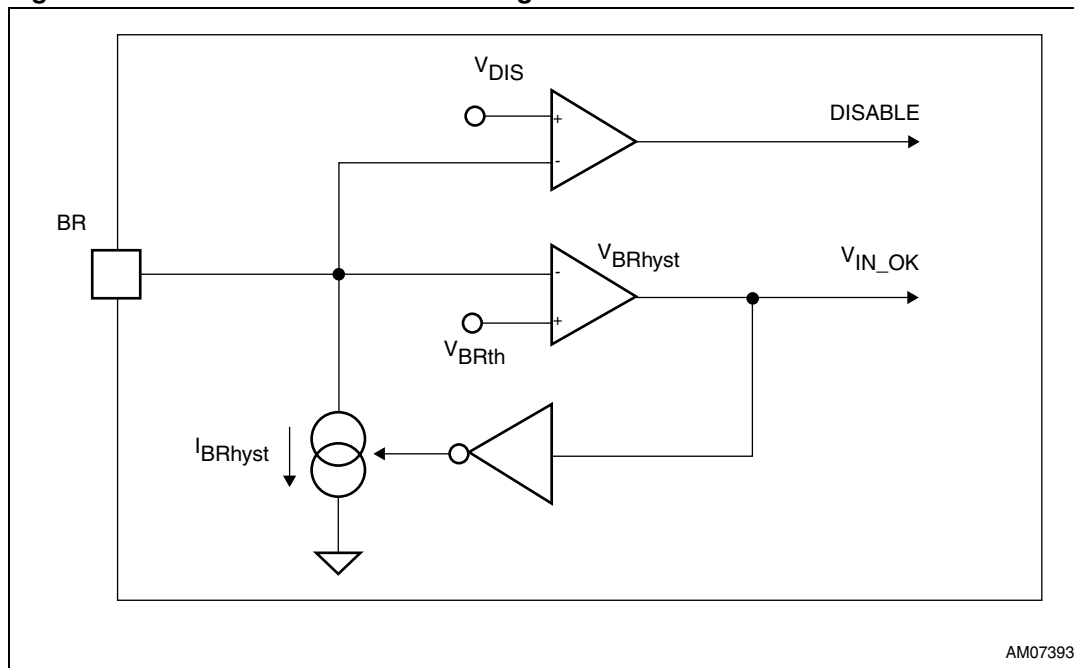 V_DIS
+
-
DISABLE
BR
V_BRhyst
V_IN_OK
-
+
V_BRth
I_BRhyst
AM07393